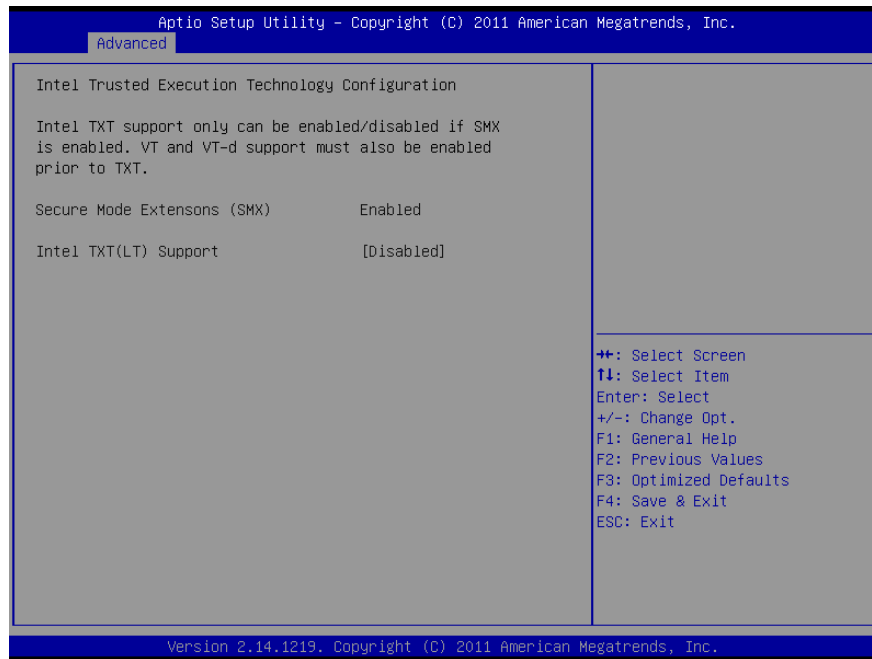 Aptio Setup Utility – Copyright (C) 2011 American Megatrends, Inc.
Advanced
Intel Trusted Execution Technology Configuration
Intel TXT support only can be enabled/disabled if SMX
is enabled. VT and VT-d support must also be enabled
prior to TXT.
Secure Mode Extensons (SMX) Enabled
Intel TXT(LT) Support [Disabled]
→←: Select Screen
↑↓: Select Item
Enter: Select
+/-: Change Opt.
F1: General Help
F2: Previous Values
F3: Optimized Defaults
F4: Save & Exit
ESC: Exit
Version 2.14.1219. Copyright (C) 2011 American Megatrends, Inc.